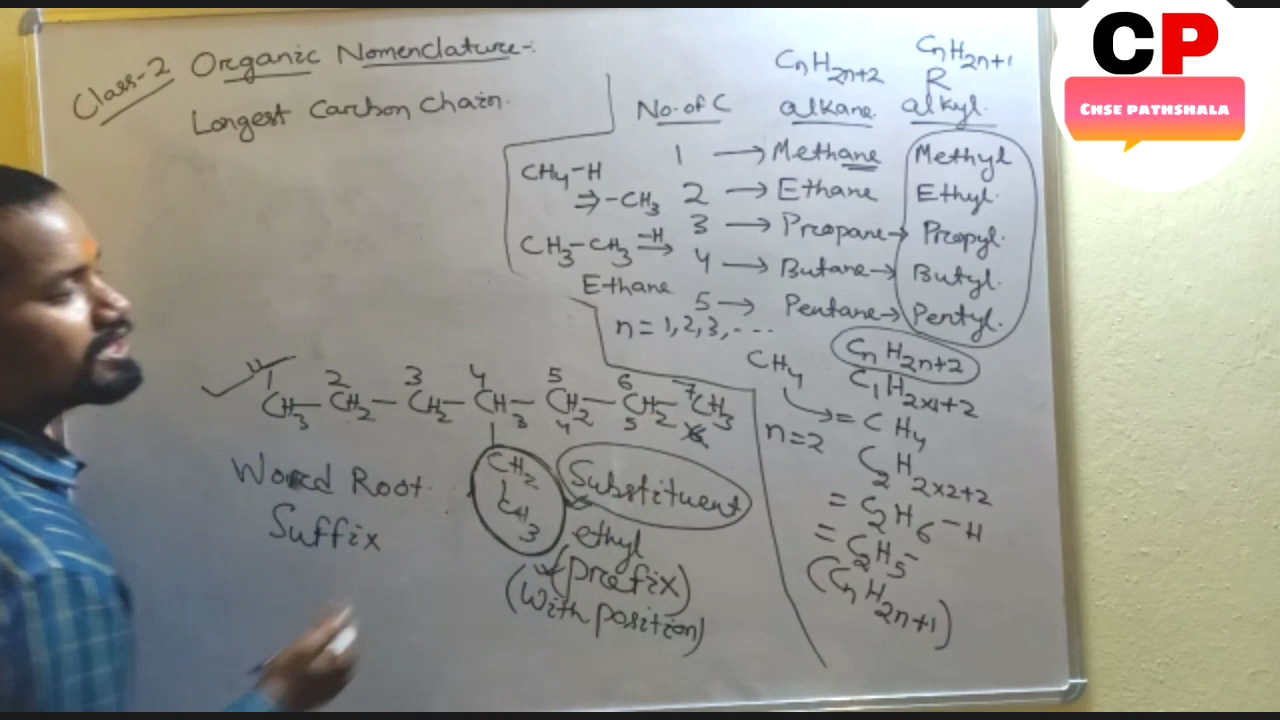 Class-2 Organic Nomenclature-:
Longest Carbon Chain.
CnH2n+2
CnH2n+1
R
No. of C alkane alkyl.
1 → Methane Methyl
2 → Ethane Ethyl.
3 → Propane → Propyl.
4 → Butane → Butyl.
5 → Pentane → Pentyl.
n = 1,2,3,----
CH4-H
⇒ -CH3
CH3-CH3 -H ⇒
Ethane
CH4
CnH2n+2
C1H2x1+2
= CH4
n=2
C2H2x2+2
= C2H6-H
= C2H5-
(CnH2n+1)
1 2 3 4 5 6 7
CH3-CH2-CH2-CH-CH2-CH2-CH3
3 4 5
CH2
CH3
Substituent
ethyl
(prefix)
(with position)
Word Root.
Suffix
CP
CHSE PATHSHALA